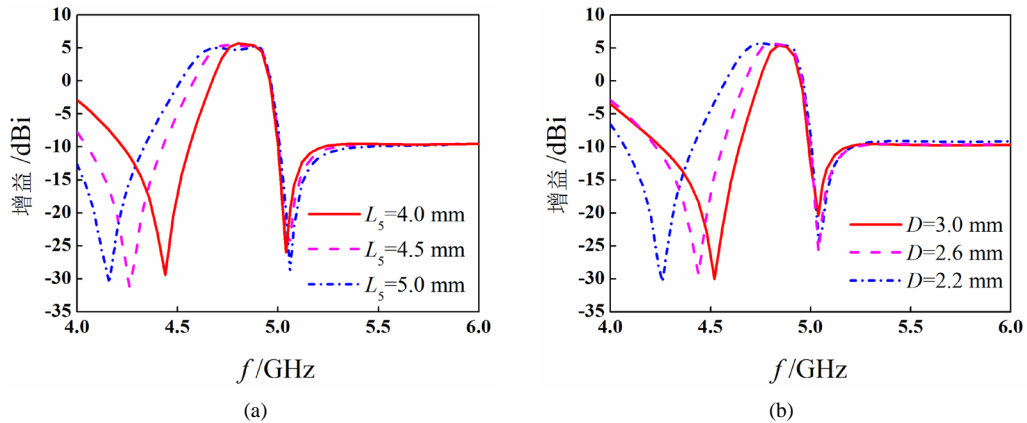 10
5
0
-5
-10
-15
-20
-25
-30
-35
增益 /dBi
L5=4.0 mm
L5=4.5 mm
L5=5.0 mm
4.0 4.5 5.0 5.5 6.0
f /GHz
(a)
10
5
0
-5
-10
-15
-20
-25
-30
-35
增益 /dBi
D=3.0 mm
D=2.6 mm
D=2.2 mm
4.0 4.5 5.0 5.5 6.0
f /GHz
(b)